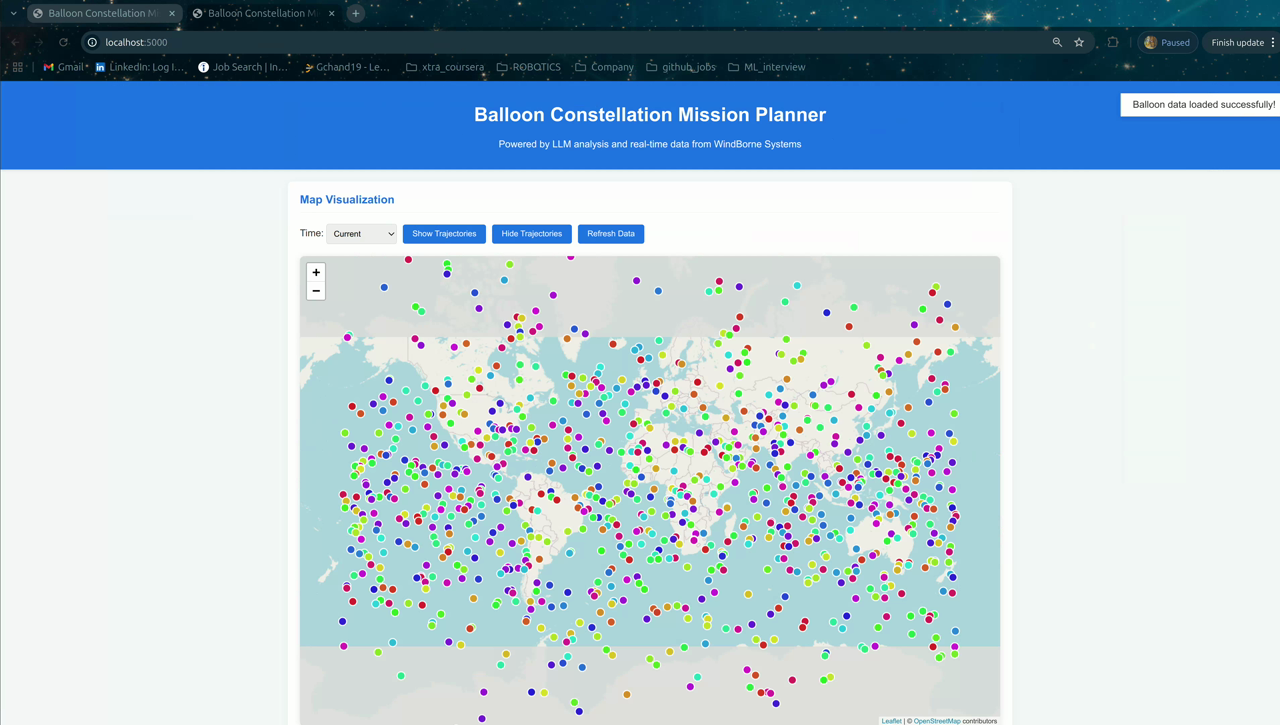 Balloon Constellation Mi
Balloon Constellation M
localhost:5000
Paused
Finish update
Gmail
LinkedIn: Log I...
Job Search | In...
Gchand19 - Le...
xtra_coursera
ROBOTICS
Company
github_jobs
ML_interview
Balloon Constellation Mission Planner
Balloon data loaded successfully!
Powered by LLM analysis and real-time data from WindBorne Systems
Map Visualization
Time: Current Show Trajectories Hide Trajectories Refresh Data
+
−
Leaflet | © OpenStreetMap contributors